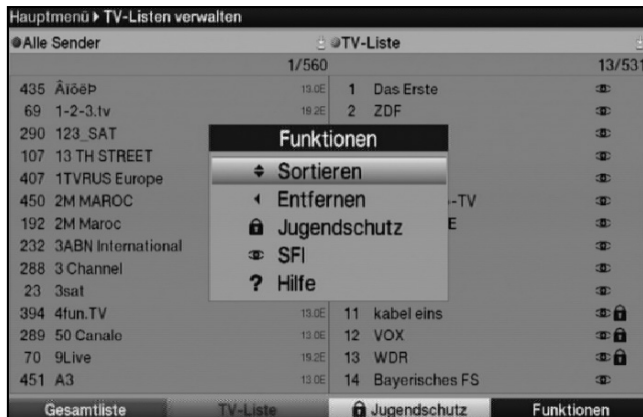 Hauptmenü ▸ TV-Listen verwalten
Alle Sender
1/560
435 ÂïõëÞ 13.0E
69 1-2-3.tv 19.2E
290 123_SAT
107 13 TH STREET
407 1TVRUS Europe
450 2M MAROC
192 2M Maroc
232 3ABN International
288 3 Channel
23 3sat
394 4fun.TV 13.0E
289 50 Canale 13.0E
70 9Live 19.2E
451 A3 13.0E
TV-Liste
13/531
1 Das Erste
2 ZDF
-TV
E
11 kabel eins
12 VOX
13 WDR
14 Bayerisches FS
Funktionen
Sortieren
Entfernen
Jugendschutz
SFI
? Hilfe
Gesamtliste
TV-Liste
Jugendschutz
Funktionen